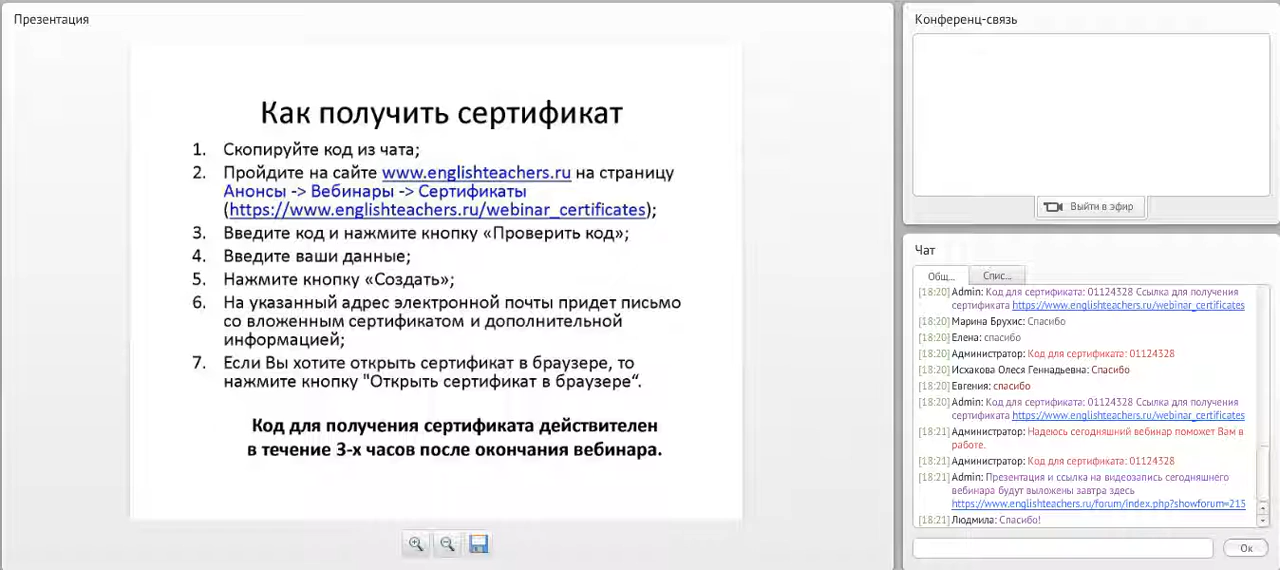 Презентация
Как получить сертификат
1. Скопируйте код из чата;
2. Пройдите на сайте www.englishteachers.ru на страницу
Анонсы -> Вебинары -> Сертификаты
(https://www.englishteachers.ru/webinar_certificates);
3. Введите код и нажмите кнопку «Проверить код»;
4. Введите ваши данные;
5. Нажмите кнопку «Создать»;
6. На указанный адрес электронной почты придет письмо
со вложенным сертификатом и дополнительной
информацией;
7. Если Вы хотите открыть сертификат в браузере, то
нажмите кнопку "Открыть сертификат в браузере“.
Код для получения сертификата действителен
в течение 3-х часов после окончания вебинара.
Конференц-связь
Выйти в эфир
Чат
Общ...
Спис...
[18:20] Admin: Код для сертификата: 01124328 Ссылка для получения
сертификата https://www.englishteachers.ru/webinar_certificates
[18:20] Марина Брухис: Спасибо
[18:20] Елена: спасибо
[18:20] Администратор: Код для сертификата: 01124328
[18:20] Исхакова Олеся Геннадьевна: Спасибо
[18:20] Евгения: спасибо
[18:20] Admin: Код для сертификата: 01124328 Ссылка для получения
сертификата https://www.englishteachers.ru/webinar_certificates
[18:21] Администратор: Надеюсь сегодняшний вебинар поможет Вам в
работе.
[18:21] Администратор: Код для сертификата: 01124328
[18:21] Admin: Презентация и ссылка на видеозапись сегодняшнего
вебинара будут выложены завтра здесь
https://www.englishteachers.ru/forum/index.php?showforum=215
[18:21] Людмила: Спасибо!
Ок